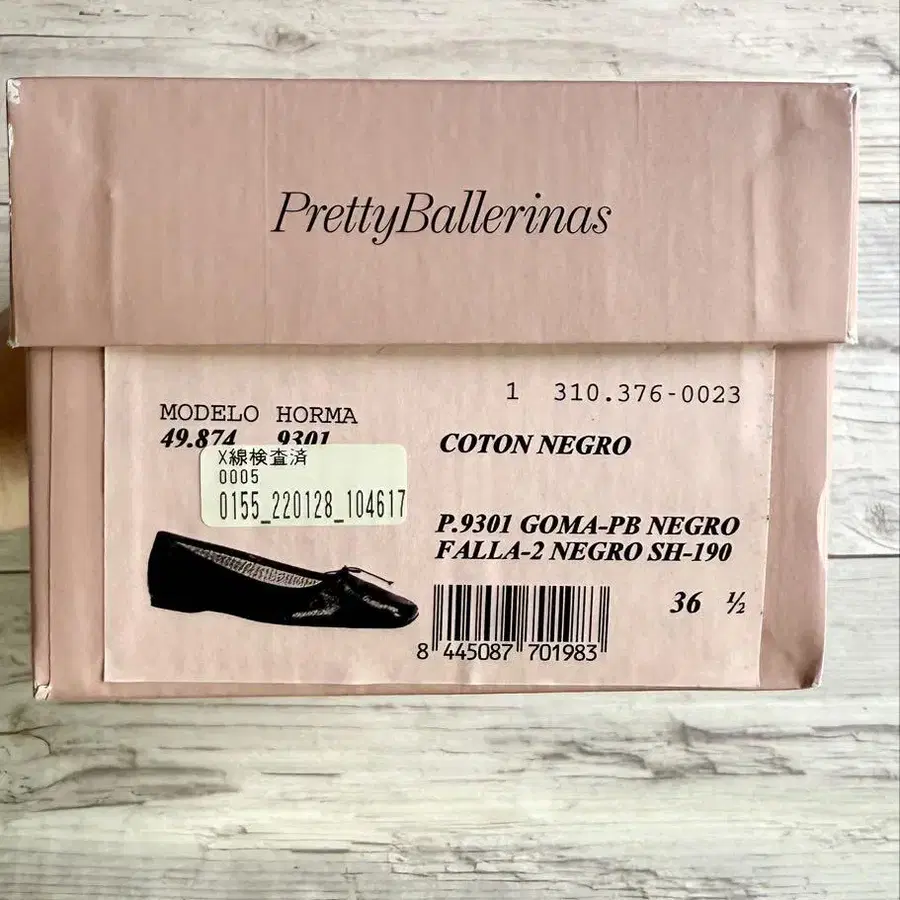 PrettyBallerinas
1 310.376-0023
MODELO HORMA
49.874 9301
COTON NEGRO
X線検査済
0005
0155_220128_104617
P.9301 GOMA-PB NEGRO
FALLA-2 NEGRO SH-190
36 ½
8 445087 701983